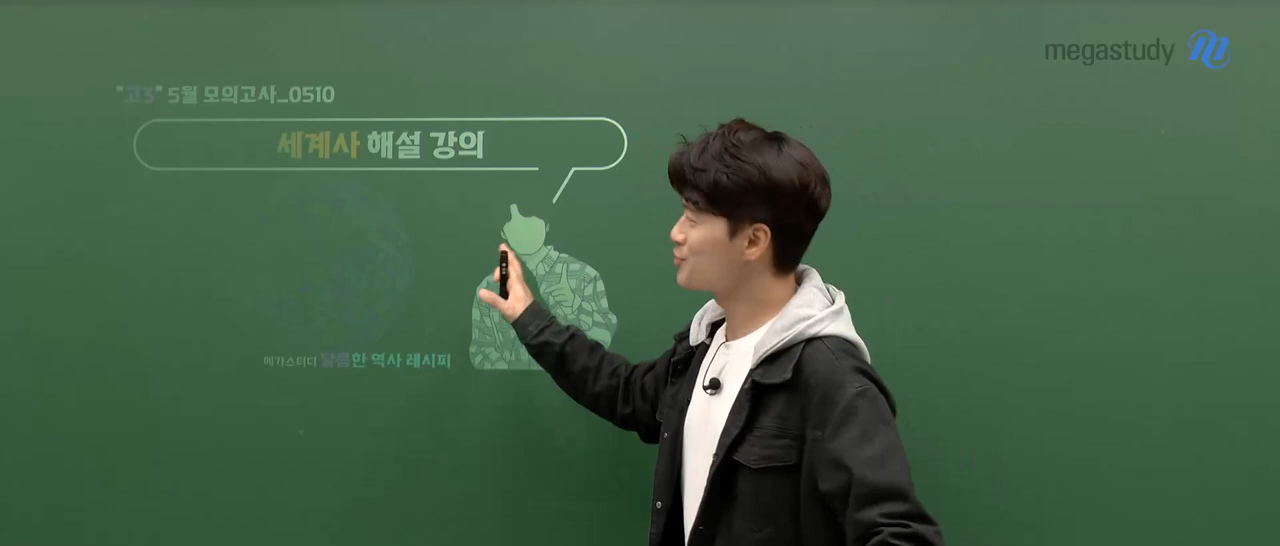 megastudy
"고3" 5월 모의고사_0510
세계사 해설 강의
메가스터디 달콤한 역사 레시피